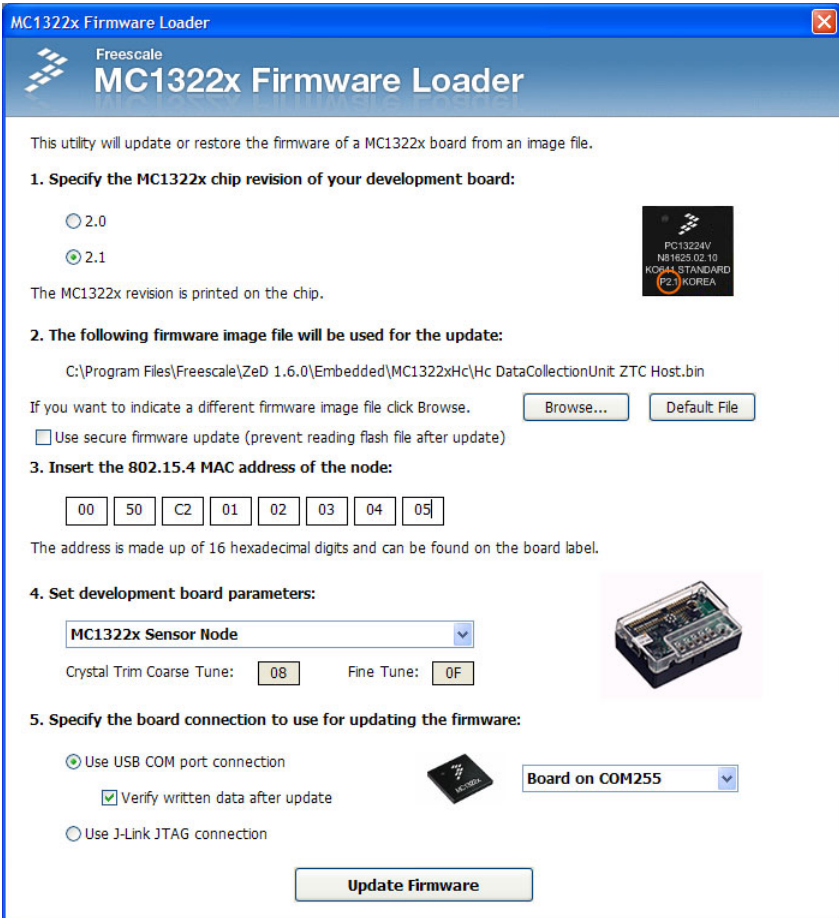 MC1322x Firmware Loader
Freescale
MC1322x Firmware Loader
This utility will update or restore the firmware of a MC1322x board from an image file.
1. Specify the MC1322x chip revision of your development board:
2.0
2.1
PC13224V
N81625.02.10
KO641 STANDARD
P2.1 KOREA
The MC1322x revision is printed on the chip.
2. The following firmware image file will be used for the update:
C:\Program Files\Freescale\ZeD 1.6.0\Embedded\MC1322xHc\Hc DataCollectionUnit ZTC Host.bin
If you want to indicate a different firmware image file click Browse. Browse... Default File
Use secure firmware update (prevent reading flash file after update)
3. Insert the 802.15.4 MAC address of the node:
00 50 C2 01 02 03 04 05
The address is made up of 16 hexadecimal digits and can be found on the board label.
4. Set development board parameters:
MC1322x Sensor Node
Crystal Trim Coarse Tune: 08 Fine Tune: 0F
5. Specify the board connection to use for updating the firmware:
Use USB COM port connection
MC1322x
Board on COM255
Verify written data after update
Use J-Link JTAG connection
Update Firmware